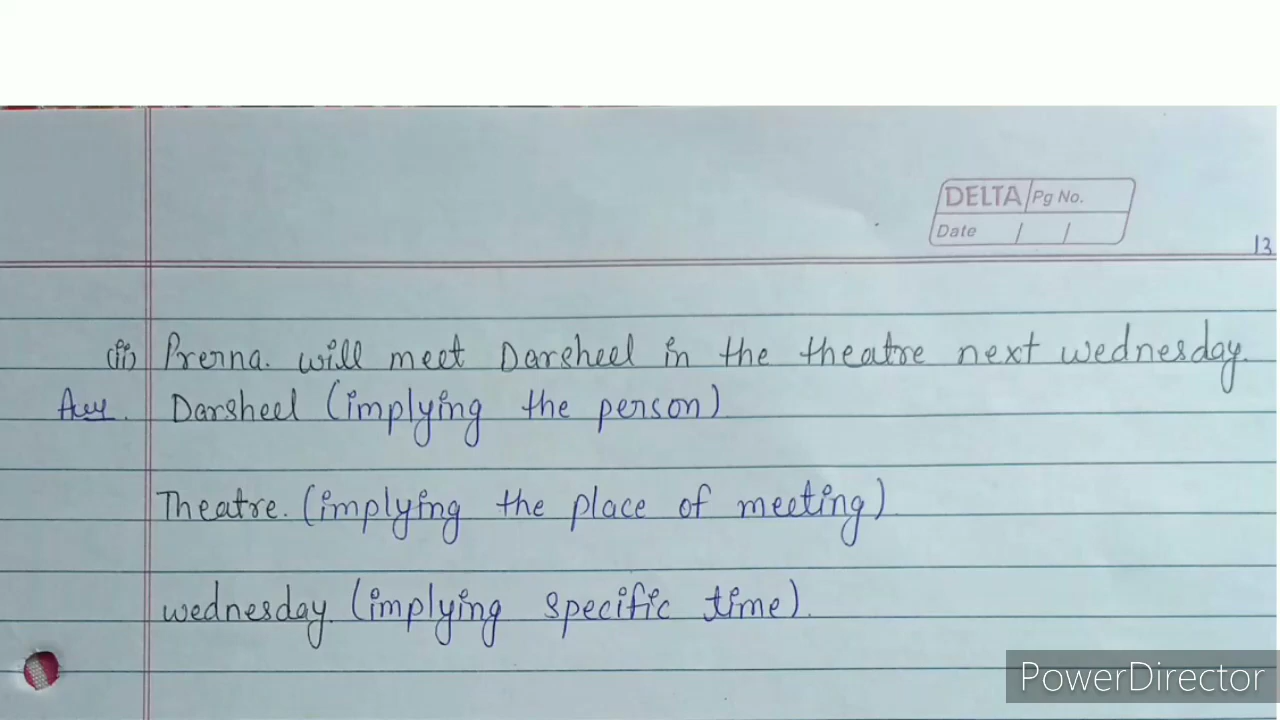 DELTA Pg No.
Date / /
13
(ii) Prerna. will meet Darsheel in the theatre next wednesday.
Ans. Darsheel (implying the person)
Theatre. (implying the place of meeting)
wednesday. (implying specific time).
PowerDirector